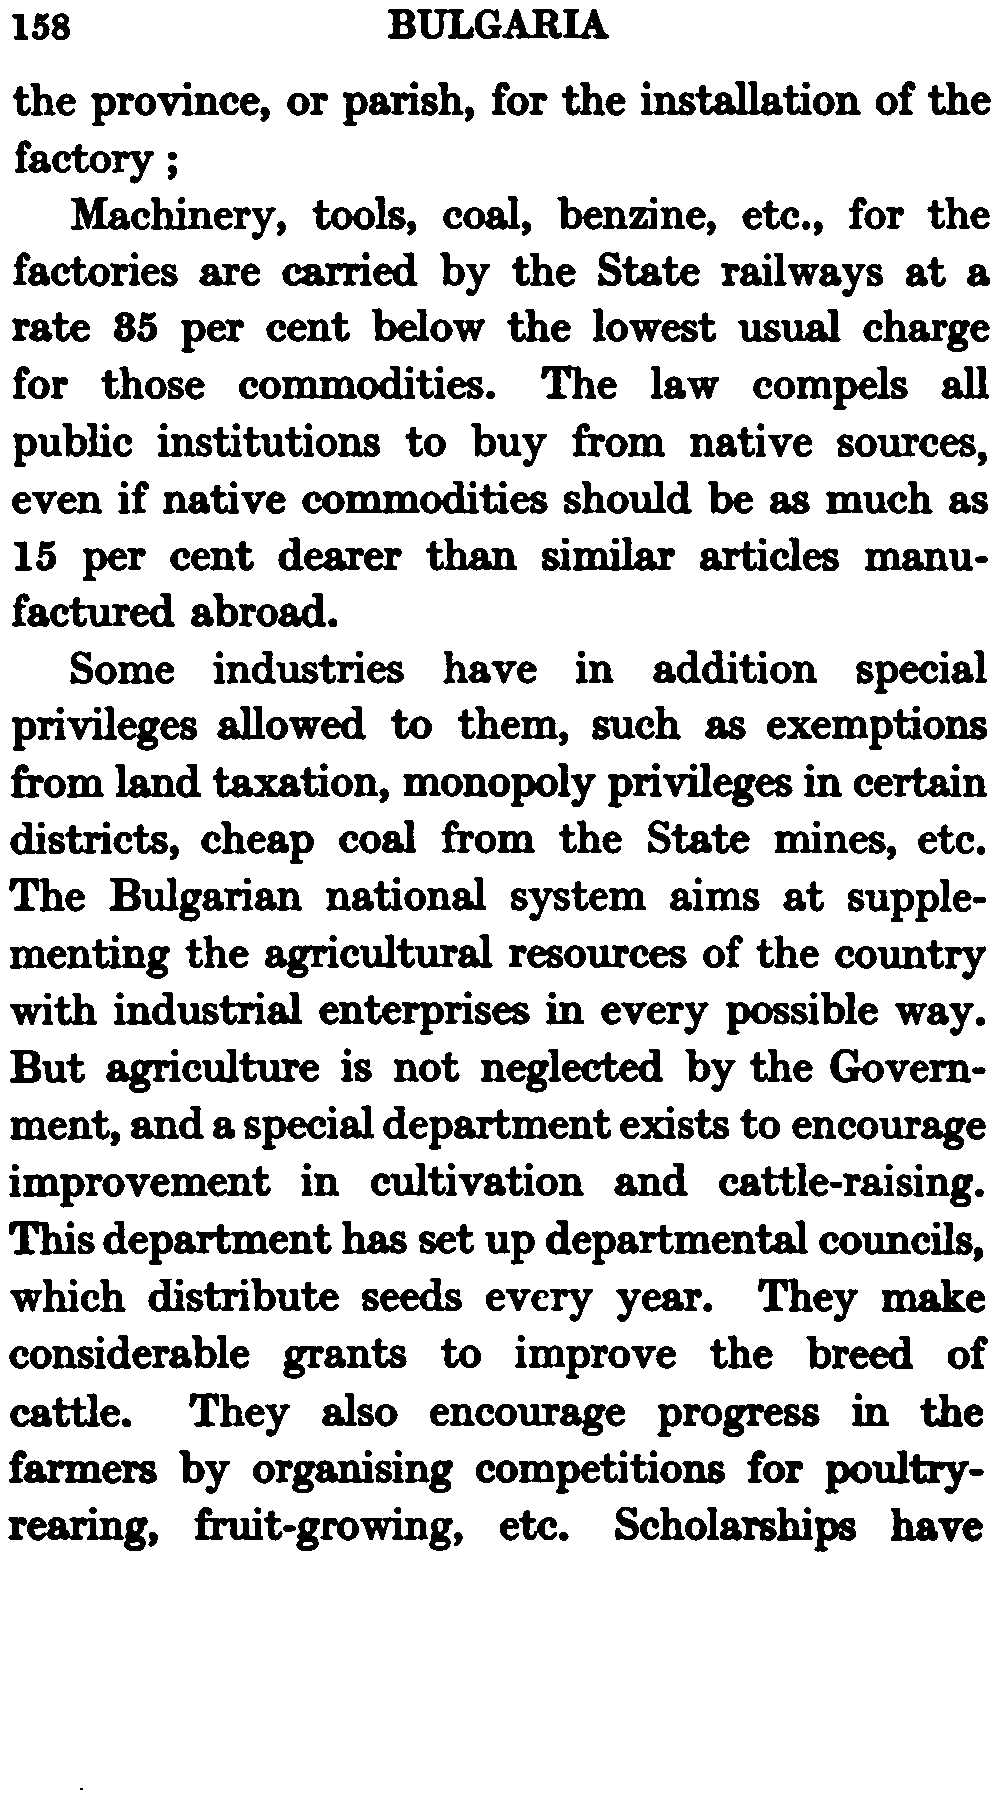 158 BULGARIA
the province, or parish, for the installation of the
factory ;
Machinery, tools, coal, benzine, etc., for the
factories are carried by the State railways at a
rate 35 per cent below the lowest usual charge
for those commodities. The law compels all
public institutions to buy from native sources,
even if native commodities should be as much as
15 per cent dearer than similar articles manu-
factured abroad.
Some industries have in addition special
privileges allowed to them, such as exemptions
from land taxation, monopoly privileges in certain
districts, cheap coal from the State mines, etc.
The Bulgarian national system aims at supple-
menting the agricultural resources of the country
with industrial enterprises in every possible way.
But agriculture is not neglected by the Govern-
ment, and a special department exists to encourage
improvement in cultivation and cattle-raising.
This department has set up departmental councils,
which distribute seeds every year. They make
considerable grants to improve the breed of
cattle. They also encourage progress in the
farmers by organising competitions for poultry-
rearing, fruit-growing, etc. Scholarships have